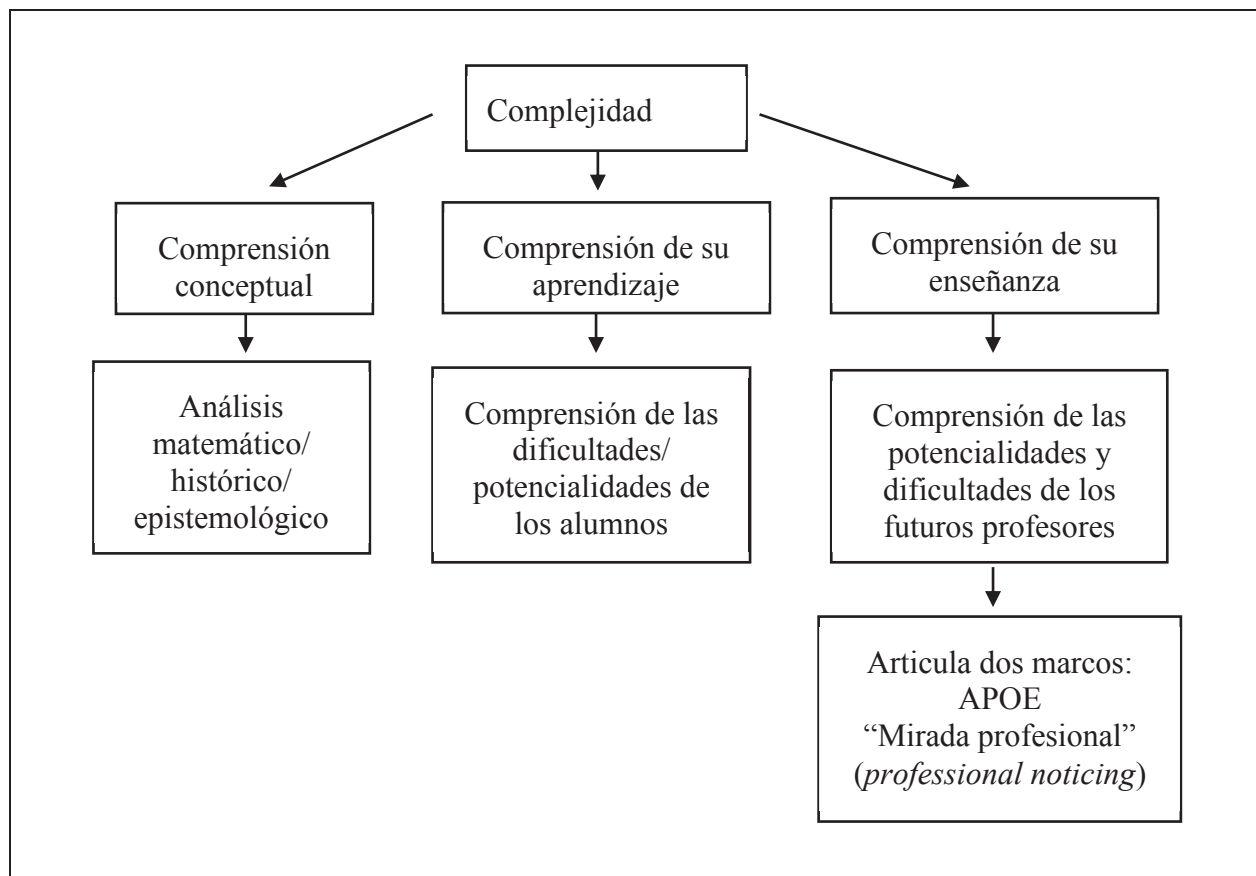 Complejidad
Comprensión
conceptual
Comprensión de su
aprendizaje
Comprensión de su
enseñanza
Análisis
matemático/
histórico/
epistemológico
Comprensión de las
dificultades/
potencialidades de
los alumnos
Comprensión de las
potencialidades y
dificultades de los
futuros profesores
Articula dos marcos:
APOE
“Mirada profesional”
(professional noticing)